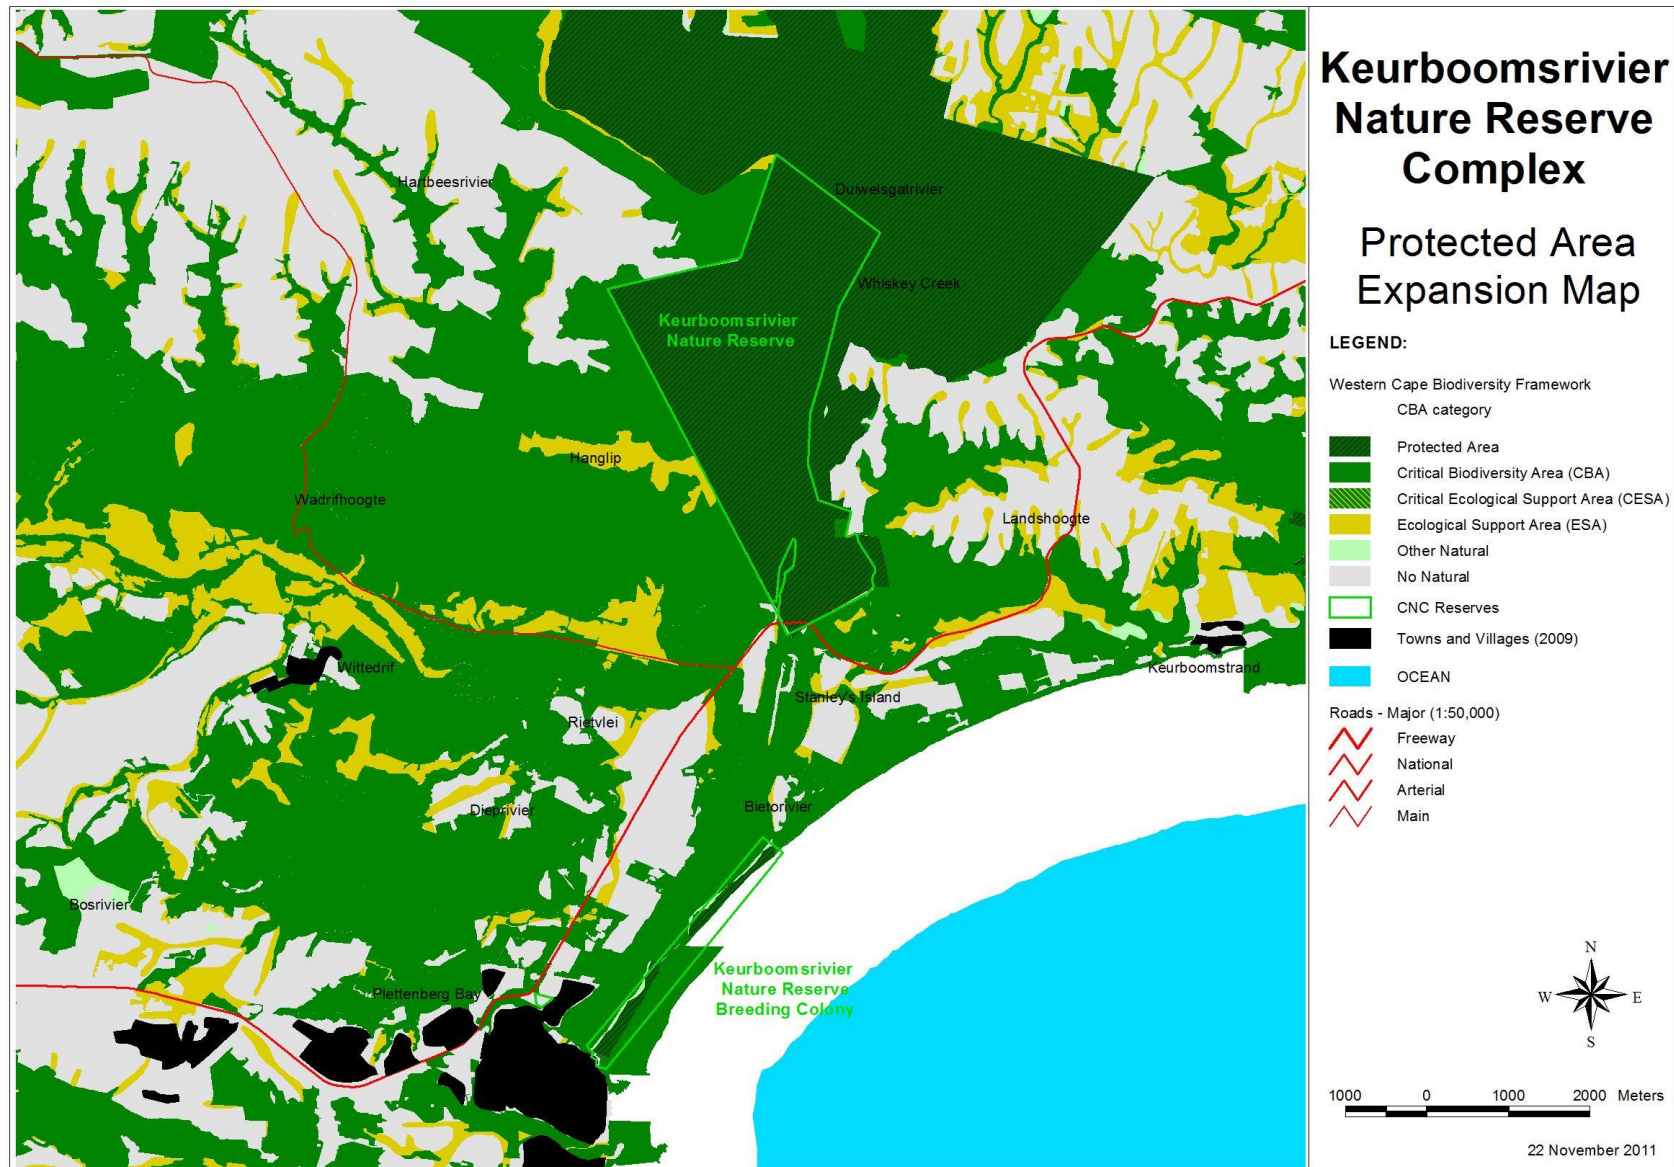 Keurboomsrivier
Nature Reserve
Complex
Protected Area
Expansion Map
LEGEND:
Western Cape Biodiversity Framework
CBA category
Protected Area
Critical Biodiversity Area (CBA)
Critical Ecological Support Area (CESA)
Ecological Support Area (ESA)
Other Natural
No Natural
CNC Reserves
Towns and Villages (2009)
OCEAN
Roads - Major (1:50,000)
Freeway
National
Arterial
Main
N
W E
S
1000 0 1000 2000 Meters
22 November 2011
Hartbeesrivier
Duiwelsgatrivier
Whiskey Creek
Keurboomsrivier
Nature Reserve
Hanglip
Wadrifhoogte
Landshoogte
Wittedrif
Keurboomstrand
Stanley's Island
Rietvlei
Dieprivier
Bietorivier
Bosrivier
Keurboomsrivier
Nature Reserve
Breeding Colony
Plettenberg Bay